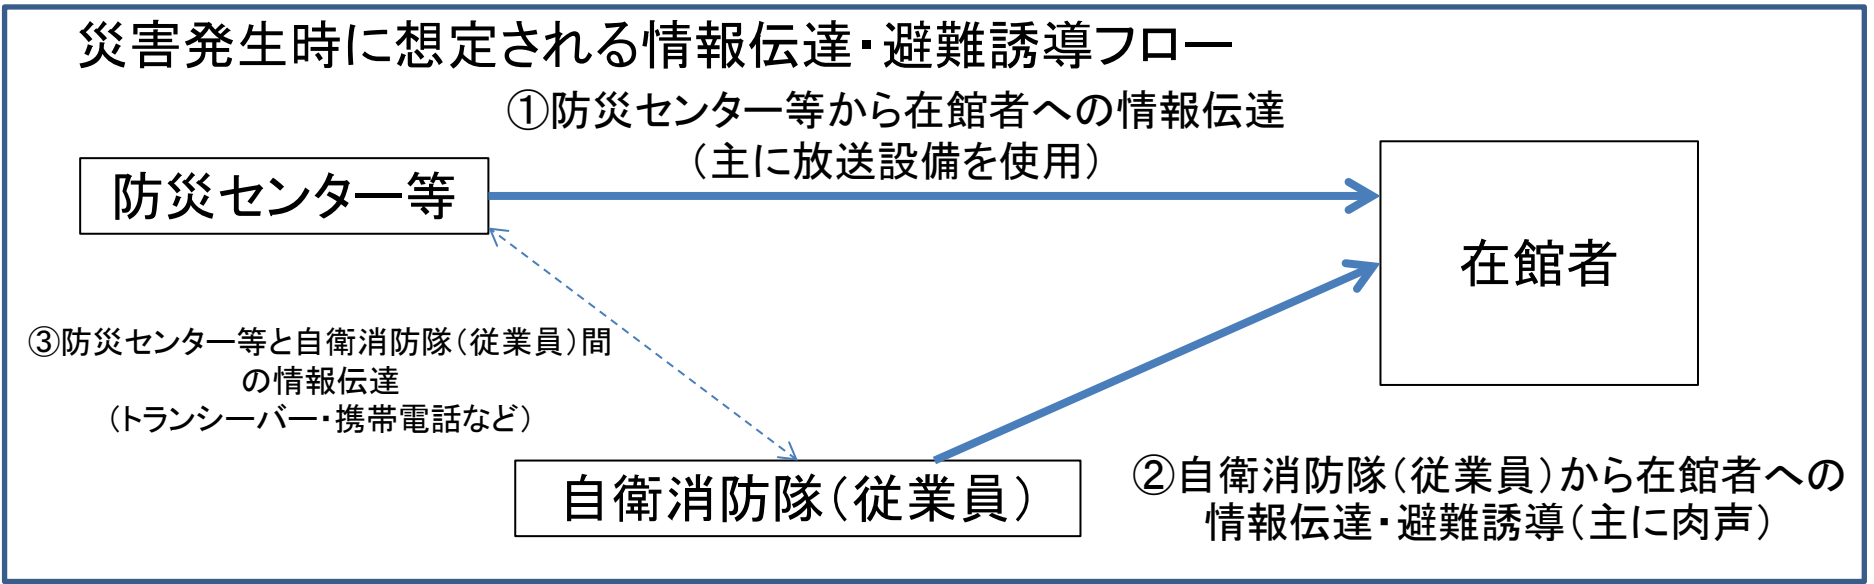 災害発生時に想定される情報伝達・避難誘導フロー
①防災センター等から在館者への情報伝達
（主に放送設備を使用）
防災センター等
在館者
③防災センター等と自衛消防隊（従業員）間
の情報伝達
（トランシーバー・携帯電話など）
自衛消防隊（従業員）
②自衛消防隊（従業員）から在館者への
情報伝達・避難誘導（主に肉声）